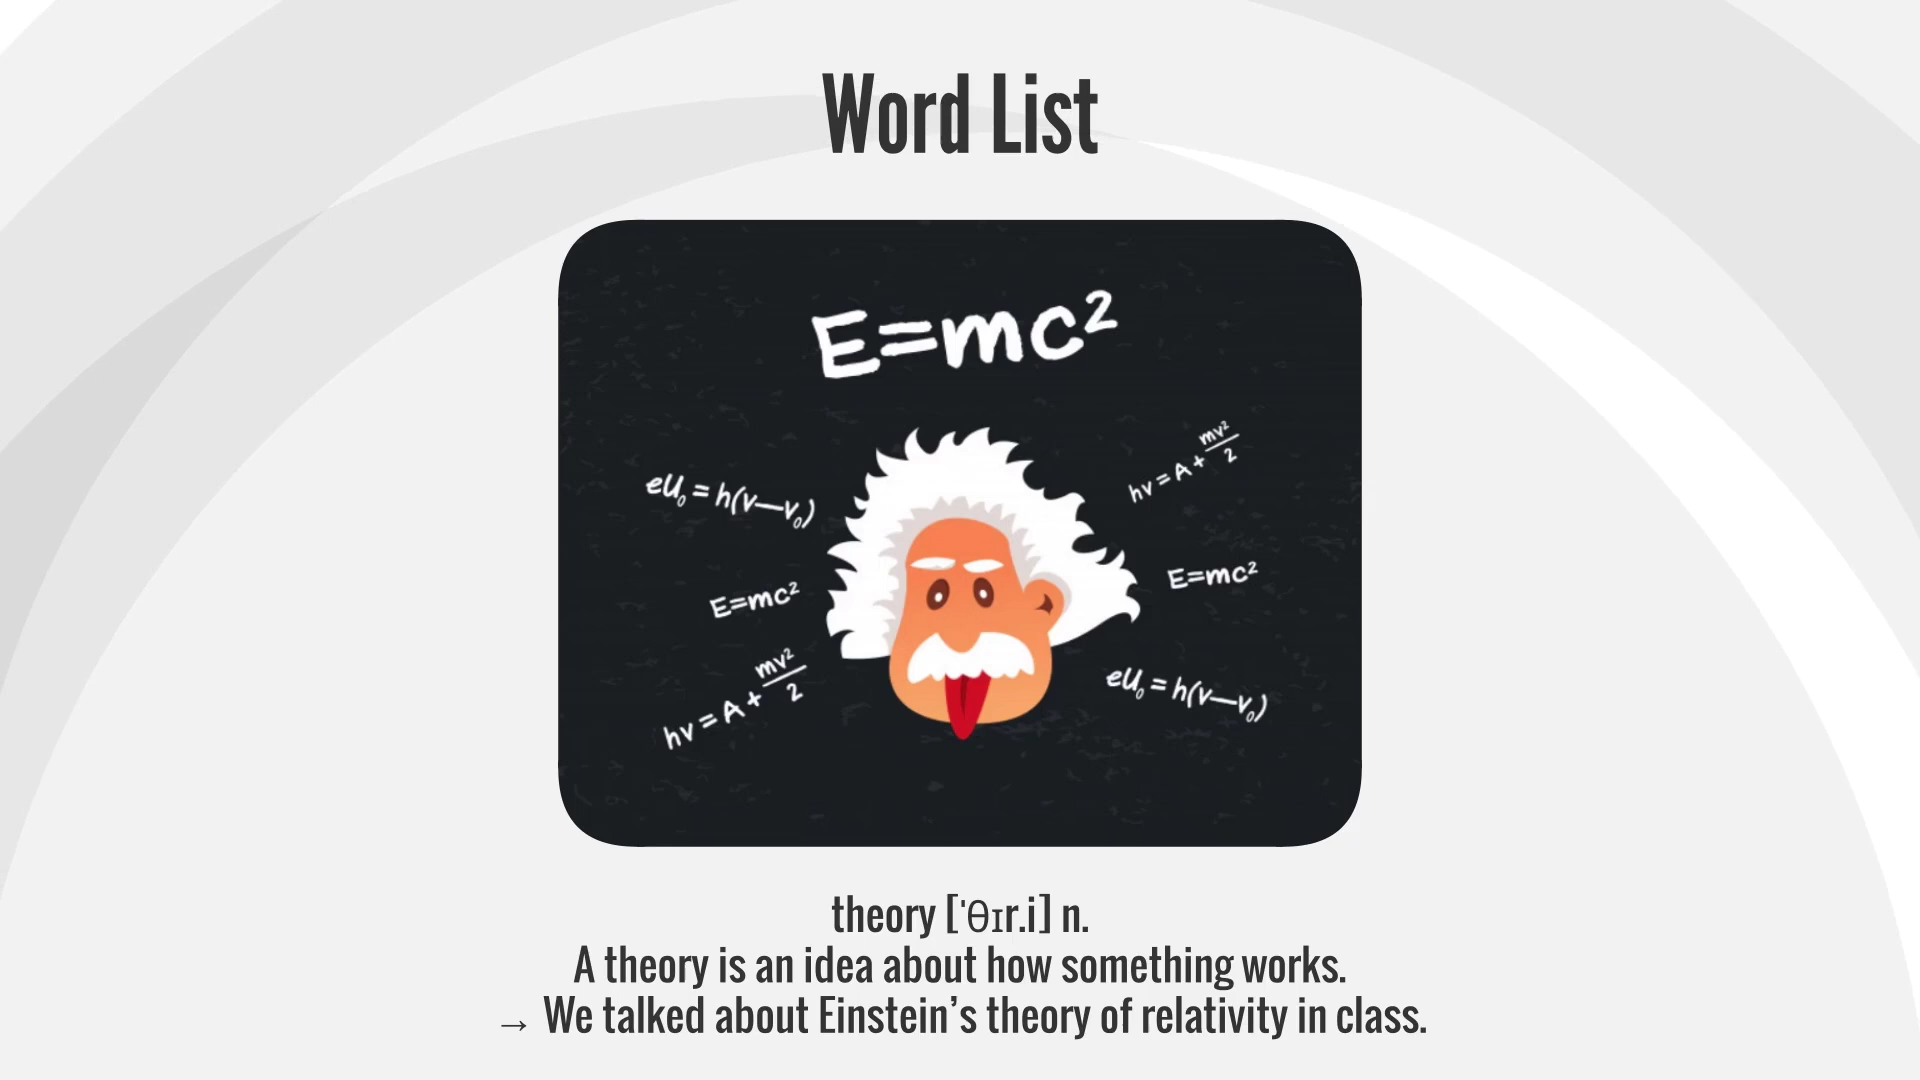 Word List
E=mc²
hv = A + mv²/2
eU₀ = h(v—v₀)
E=mc²
E=mc²
hv = A + mv²/2
eU₀ = h(v—v₀)
theory [ˈθɪr.i] n.
A theory is an idea about how something works.
→ We talked about Einstein’s theory of relativity in class.